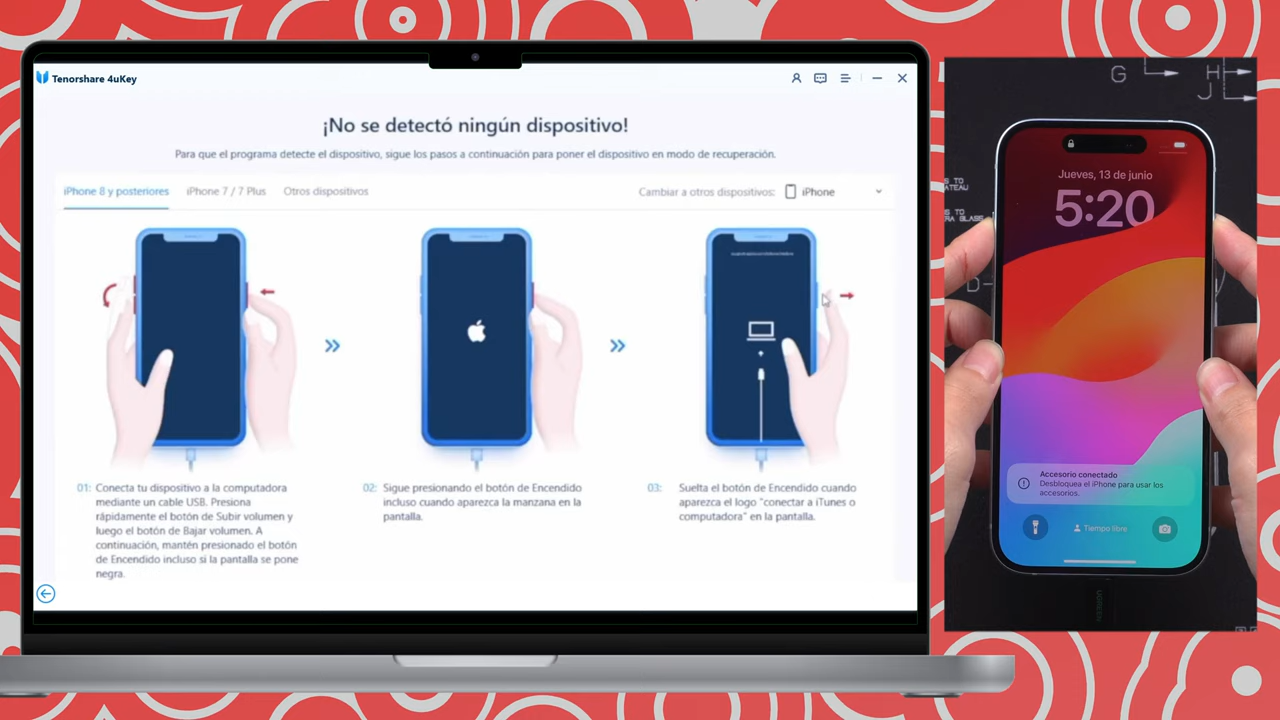 Tenorshare 4uKey
¡No se detectó ningún dispositivo!
Para que el programa detecte el dispositivo, sigue los pasos a continuación para poner el dispositivo en modo de recuperación.
iPhone 8 y posteriores
iPhone 7 / 7 Plus
Otros dispositivos
Cambiar a otros dispositivos:
iPhone
01: Conecta tu dispositivo a la computadora
mediante un cable USB. Presiona
rápidamente el botón de Subir volumen y
luego el botón de Bajar volumen. A
continuación, mantén presionado el botón
de Encendido incluso si la pantalla se pone
negra.
02: Sigue presionando el botón de Encendido
incluso cuando aparezca la manzana en la
pantalla.
03: Suelta el botón de Encendido cuando
aparezca el logo "conectar a iTunes o
computadora" en la pantalla.
G
H
J
D
Jueves, 13 de junio
5:20
Accesorio conectado
Desbloquea el iPhone para usar los
accesorios.
Tiempo libre
UGREEN